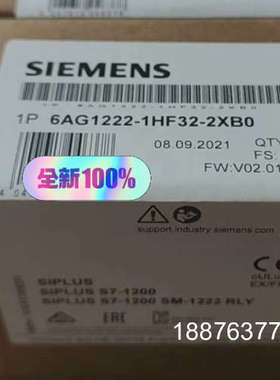 SIEMENS
1P 6AG1222-1HF32-2XB0
08.09.2021
QTY
FS:
FW:V02.01
全新100%
support.industry.siemens.com
SIPLUS S7-1200
SIPLUS S7-1200 SM-1222 RLY
EAC
18876377